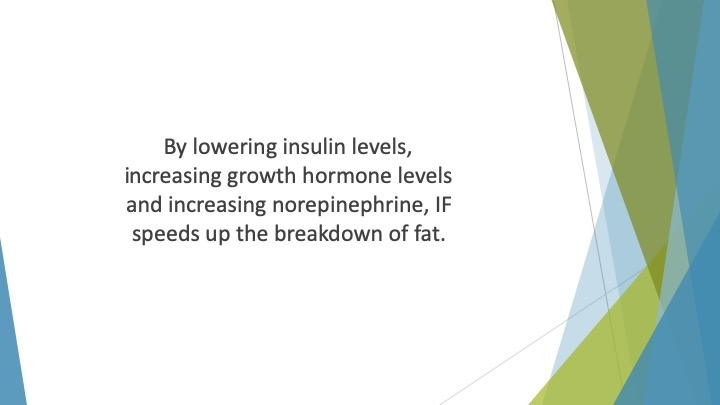 By lowering insulin levels,
increasing growth hormone levels
and increasing norepinephrine, IF
speeds up the breakdown of fat.